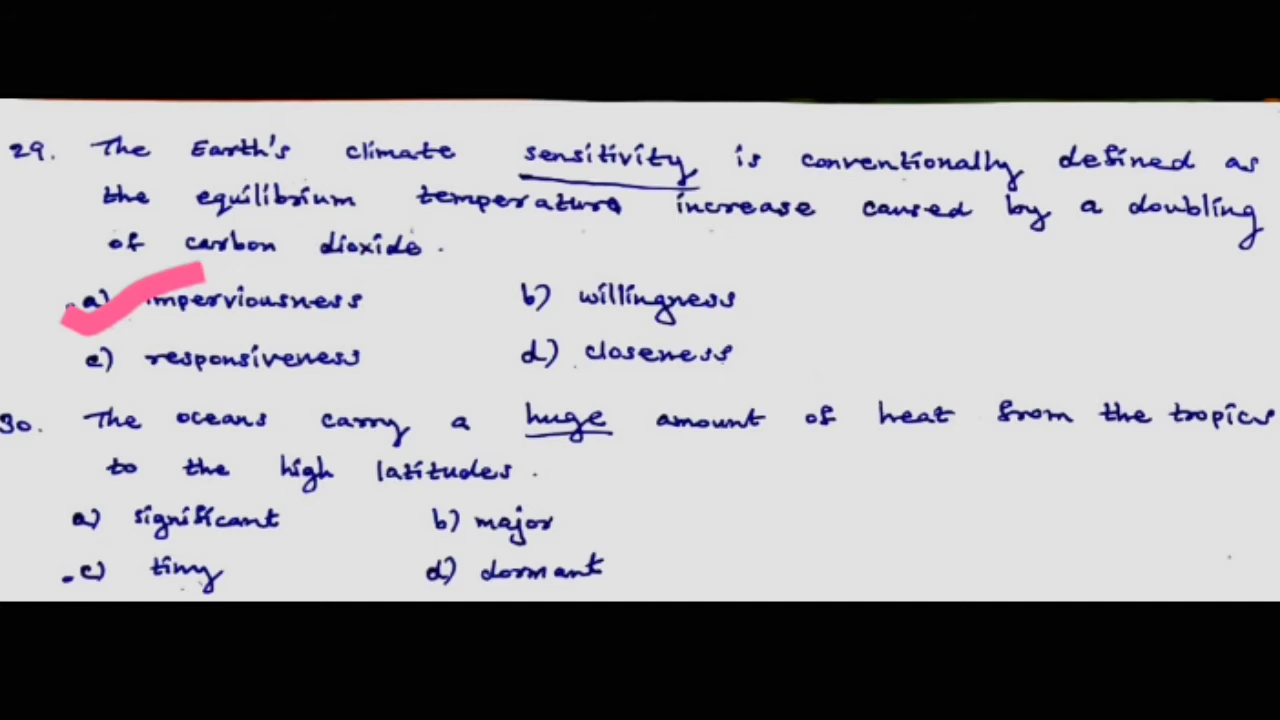 29. The Earth's climate sensitivity is conventionally defined as
the equilibrium temperature increase caused by a doubling
of carbon dioxide.
a) imperviousness b) willingness
c) responsiveness d) closeness
30. The oceans carry a huge amount of heat from the tropics
to the high latitudes.
a) significant b) major
c) tiny d) dormant